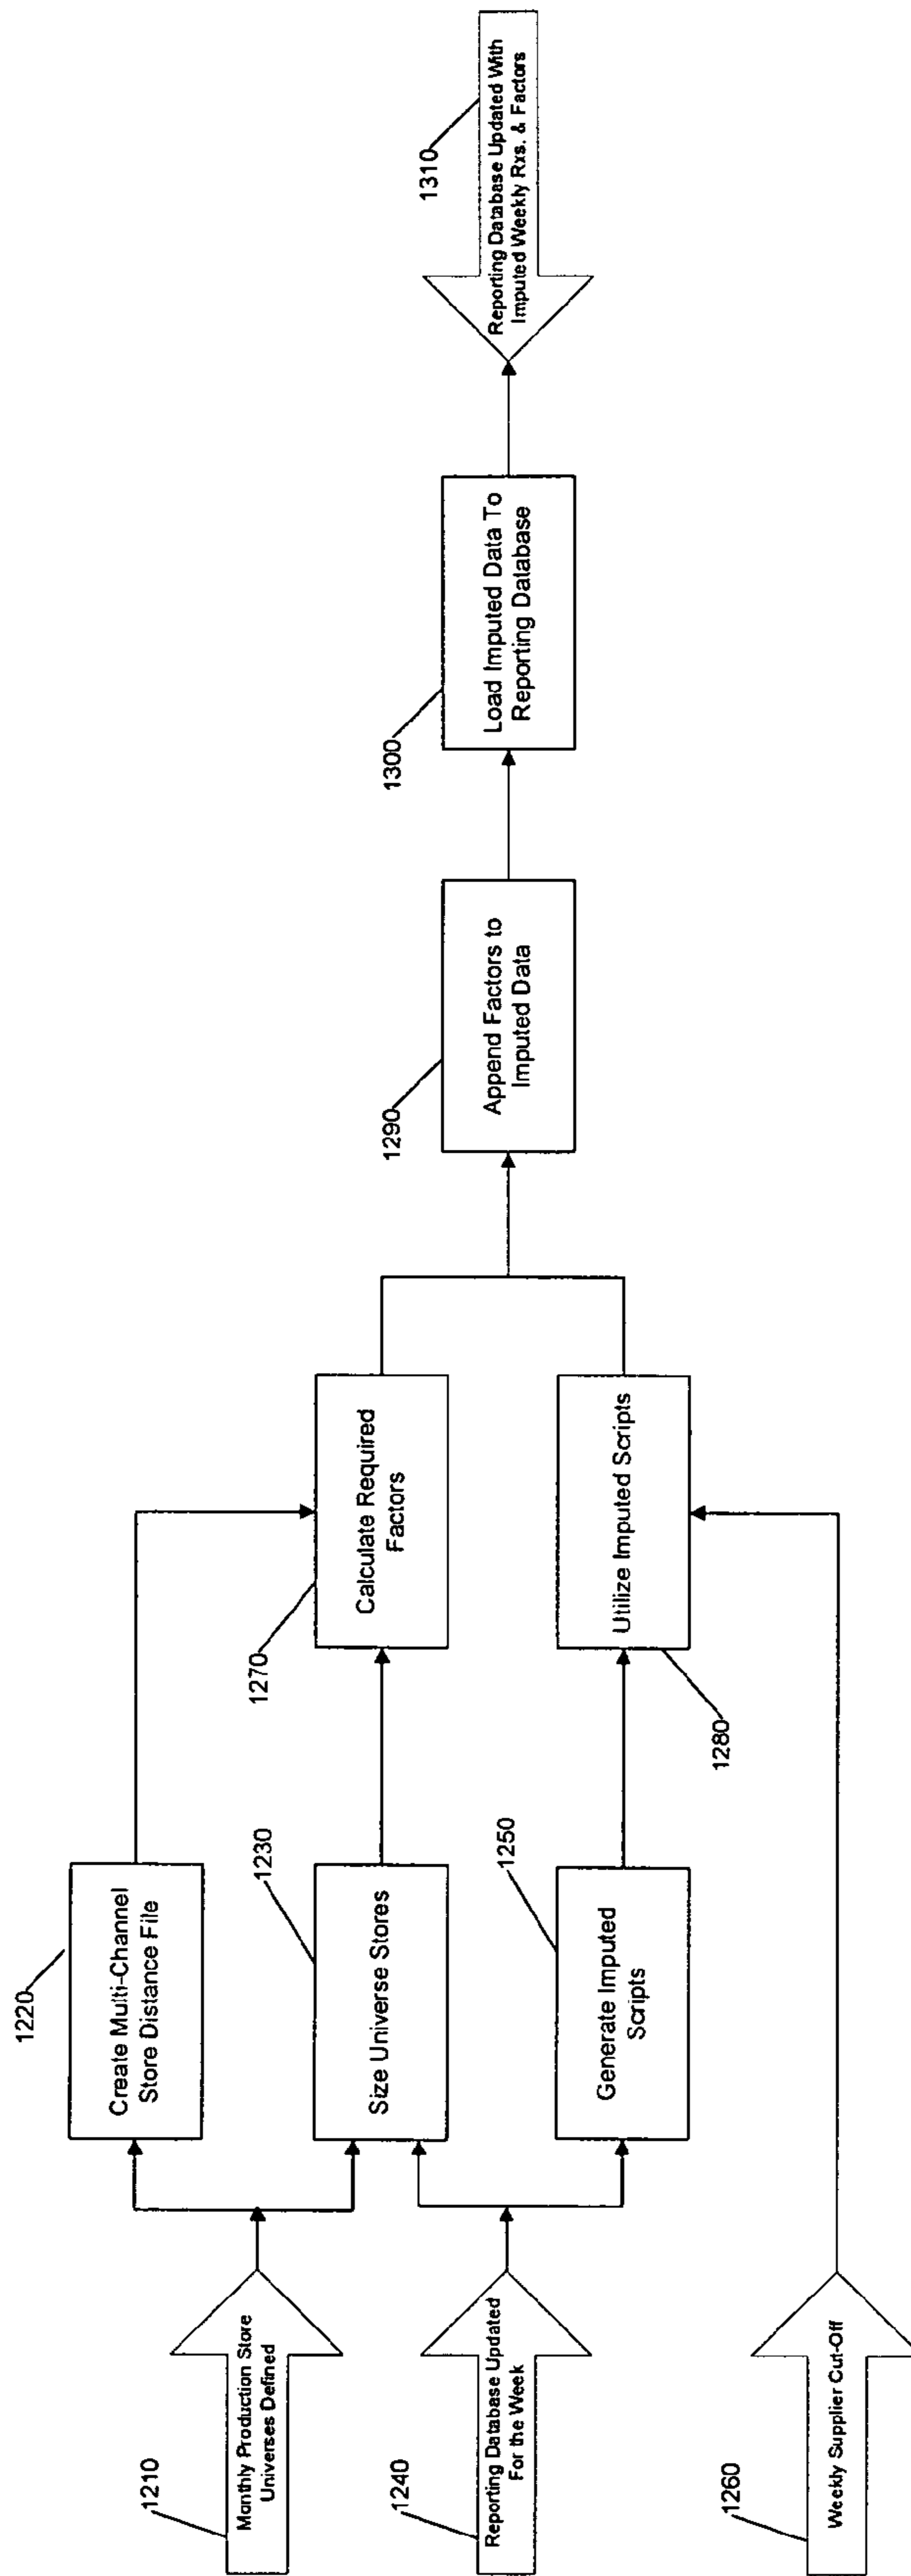 1210
Monthly Production Store
Universes Defined
1220
Create Multi-Channel
Store Distance File
1230
Size Universe Stores
1240
Reporting Database Updated
For the Week
1250
Generate Imputed
Scripts
1260
Weekly Supplier Cut-Off
1270
Calculate Required
Factors
1280
Utilize Imputed Scripts
1290
Append Factors to
Imputed Data
1300
Load Imputed Data To
Reporting Database
1310
Reporting Database Updated With
Imputed Weekly Rxs. & Factors